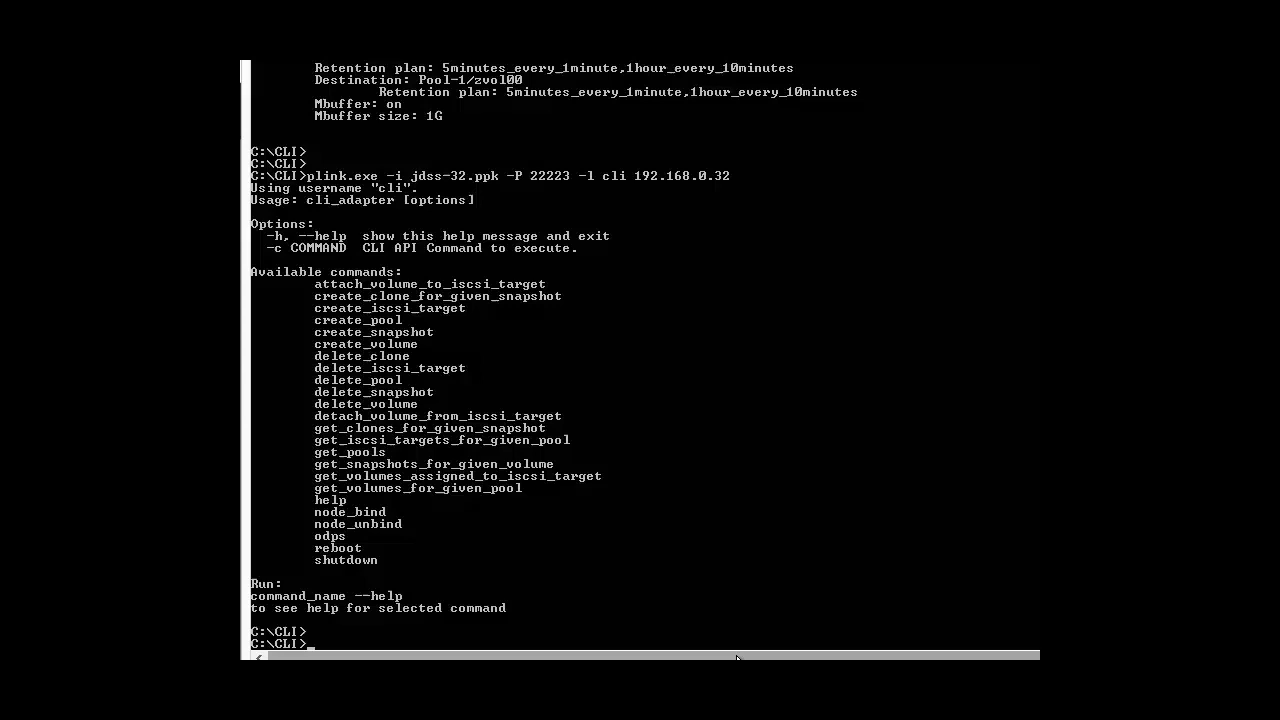 Retention plan: 5minutes_every_1minute,1hour_every_10minutes
Destination: Pool-1/zvol00
Retention plan: 5minutes_every_1minute,1hour_every_10minutes
Mbuffer: on
Mbuffer size: 1G
C:\CLI>
C:\CLI>
C:\CLI>plink.exe -i jdss-32.ppk -P 22223 -l cli 192.168.0.32
Using username "cli".
Usage: cli_adapter [options]
Options:
-h, --help  show this help message and exit
-c COMMAND  CLI API Command to execute.
Available commands:
attach_volume_to_iscsi_target
create_clone_for_given_snapshot
create_iscsi_target
create_pool
create_snapshot
create_volume
delete_clone
delete_iscsi_target
delete_pool
delete_snapshot
delete_volume
detach_volume_from_iscsi_target
get_clones_for_given_snapshot
get_iscsi_targets_for_given_pool
get_pools
get_snapshots_for_given_volume
get_volumes_assigned_to_iscsi_target
get_volumes_for_given_pool
help
node_bind
node_unbind
odps
reboot
shutdown
Run:
command_name --help
to see help for selected command
C:\CLI>
C:\CLI>_